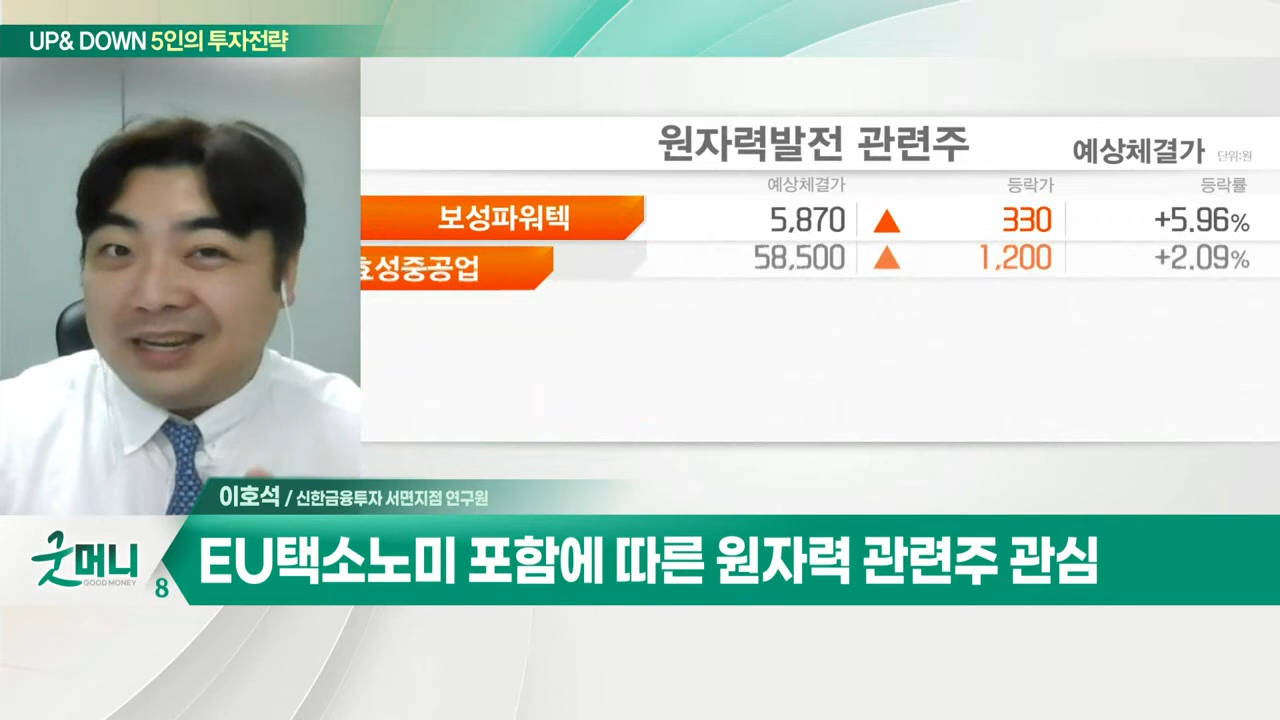 UP& DOWN 5인의 투자전략
원자력발전 관련주
예상체결가 단위:원
예상체결가 등락가 등락률
보성파워텍 5,870 ▲ 330 +5.96%
효성중공업 58,500 ▲ 1,200 +2.09%
이호석 / 신한금융투자 서면지점 연구원
굿머니
GOOD MONEY
8
EU택소노미 포함에 따른 원자력 관련주 관심